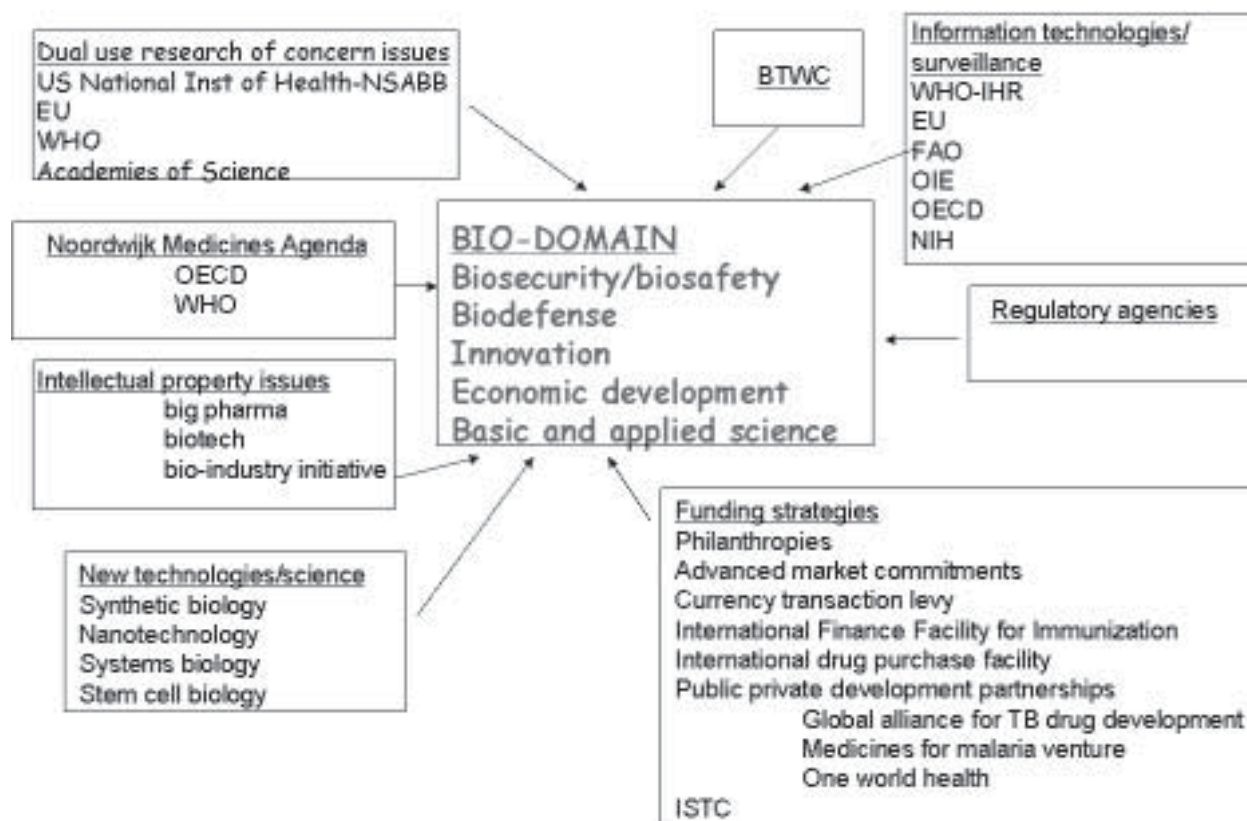 Dual use research of concern issues
US National Inst of Health-NSABB
EU
WHO
Academies of Science
BTWC
Information technologies/
surveillance
WHO-IHR
EU
FAO
OIE
OECD
NIH
Noordwijk Medicines Agenda
OECD
WHO
BIO-DOMAIN
Biosecurity/biosafety
Biodefense
Innovation
Economic development
Basic and applied science
Regulatory agencies
Intellectual property issues
big pharma
biotech
bio-industry initiative
New technologies/science
Synthetic biology
Nanotechnology
Systems biology
Stem cell biology
Funding strategies
Philanthropies
Advanced market commitments
Currency transaction levy
International Finance Facility for Immunization
International drug purchase facility
Public private development partnerships
Global alliance for TB drug development
Medicines for malaria venture
One world health
ISTC